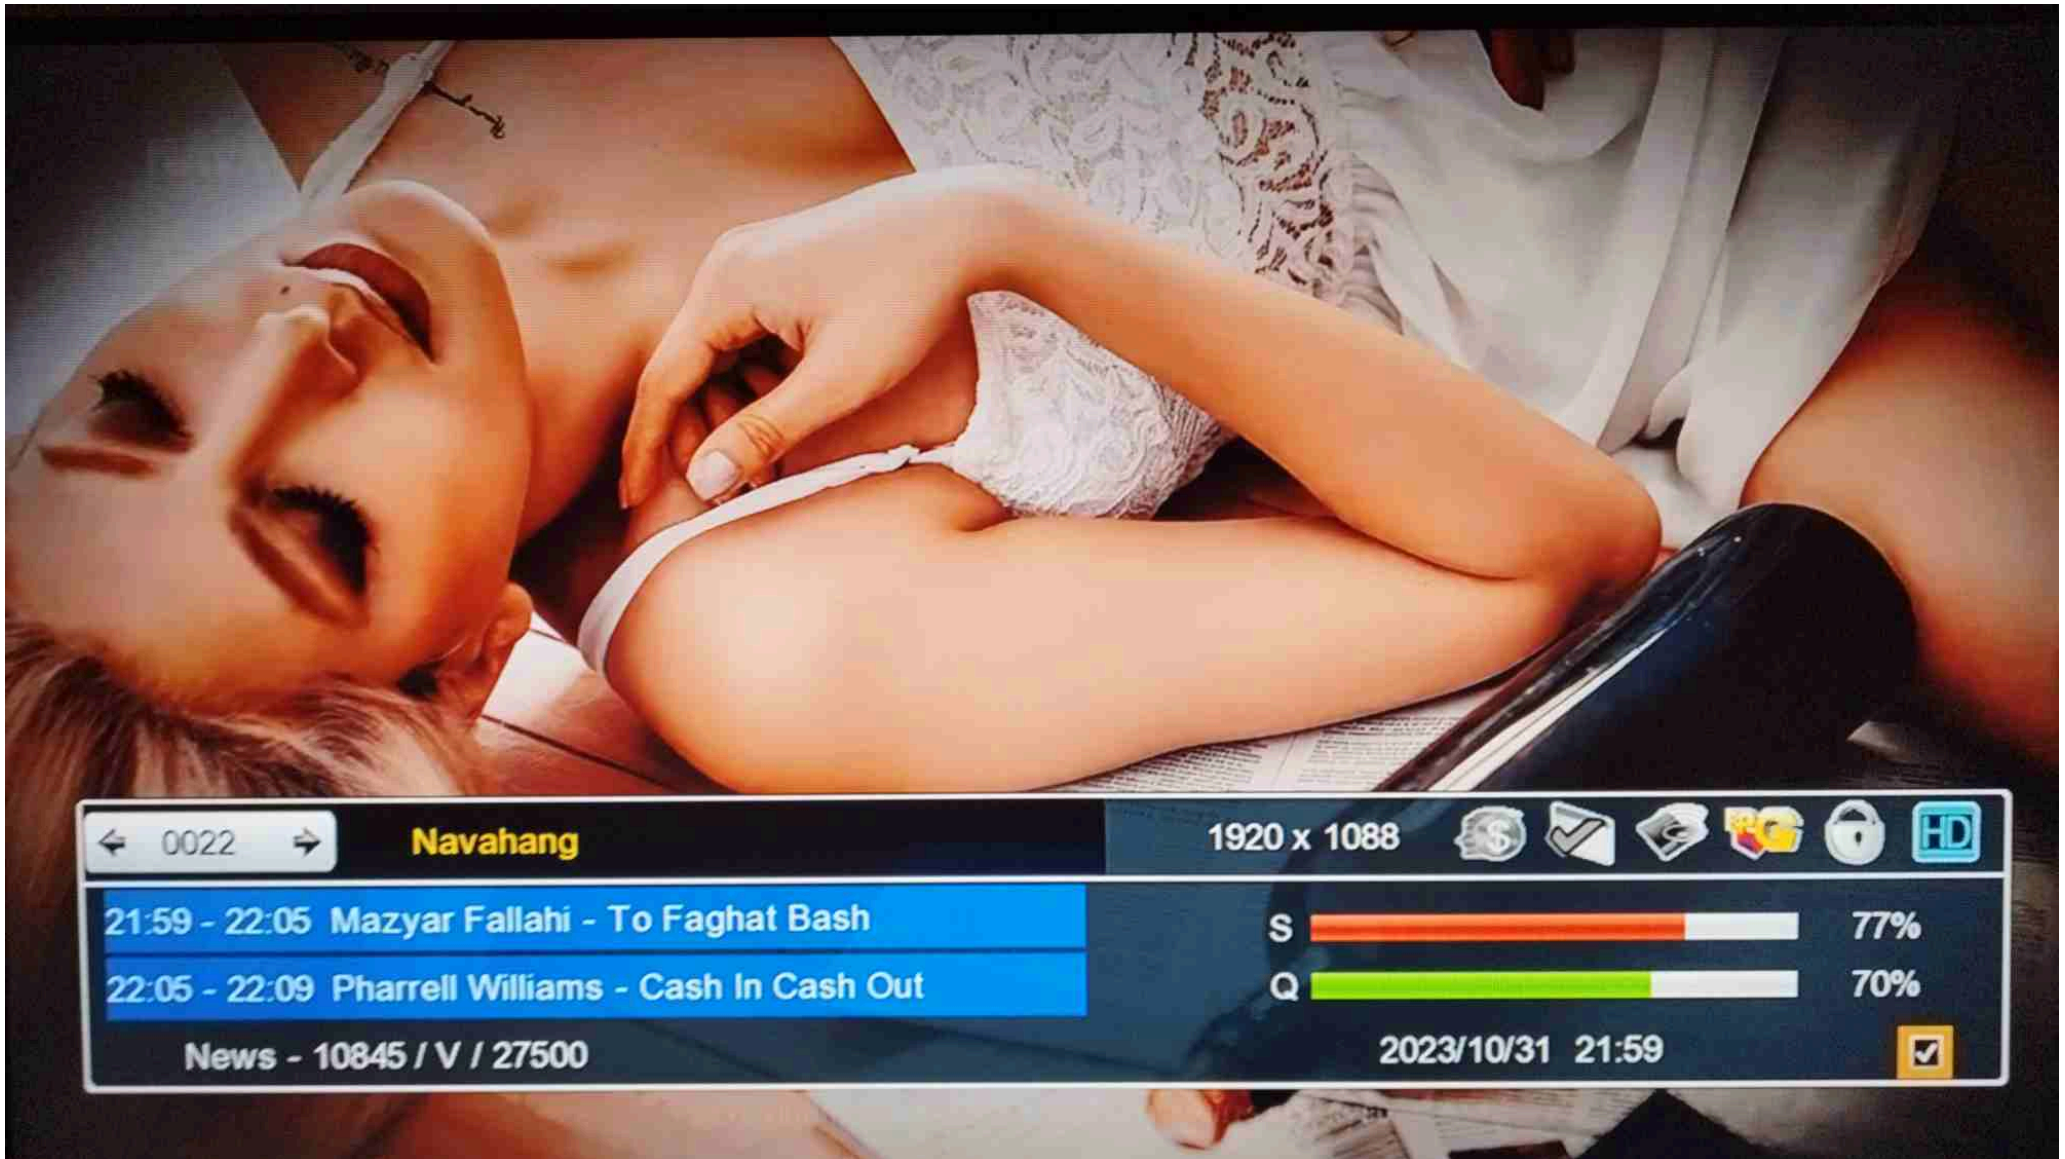 0022
Navahang
1920 x 1088
HD
21:59 - 22:05 Mazyar Fallahi - To Faghat Bash
22:05 - 22:09 Pharrell Williams - Cash In Cash Out
S 77%
Q 70%
News - 10845 / V / 27500
2023/10/31 21:59